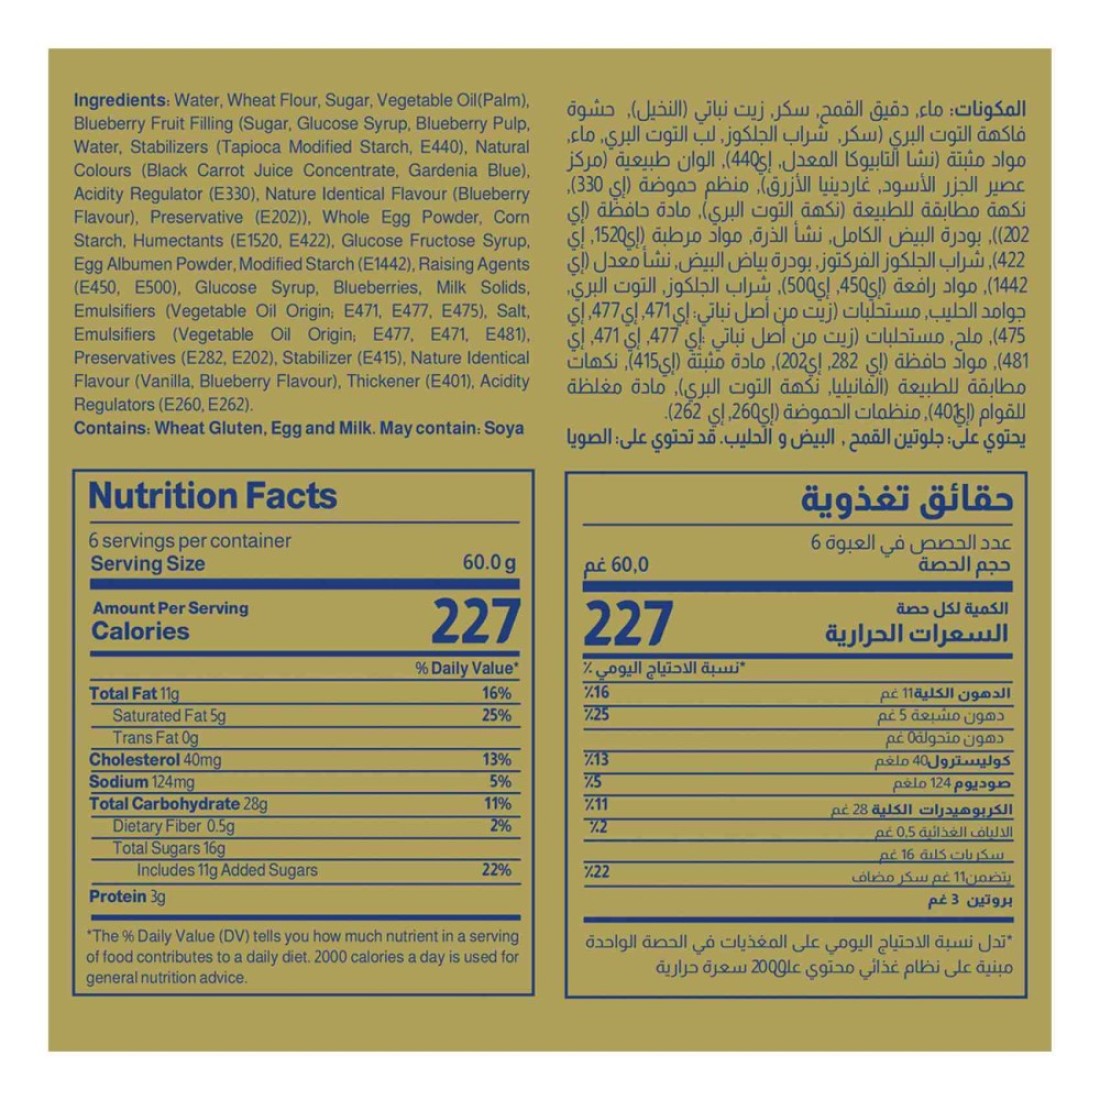 Ingredients: Water, Wheat Flour, Sugar, Vegetable Oil(Palm),
Blueberry Fruit Filling (Sugar, Glucose Syrup, Blueberry Pulp,
Water, Stabilizers (Tapioca Modified Starch, E440), Natural
Colours (Black Carrot Juice Concentrate, Gardenia Blue),
Acidity Regulator (E330), Nature Identical Flavour (Blueberry
Flavour), Preservative (E202)), Whole Egg Powder, Corn
Starch, Humectants (E1520, E422), Glucose Fructose Syrup,
Egg Albumen Powder, Modified Starch (E1442), Raising Agents
(E450, E500), Glucose Syrup, Blueberries, Milk Solids,
Emulsifiers (Vegetable Oil Origin; E471, E477, E475), Salt,
Emulsifiers (Vegetable Oil Origin; E477, E471, E481),
Preservatives (E282, E202), Stabilizer (E415), Nature Identical
Flavour (Vanilla, Blueberry Flavour), Thickener (E401), Acidity
Regulators (E260, E262).
Contains: Wheat Gluten, Egg and Milk. May contain: Soya
المكونات: ماء, دقيق القمح, سكر, زيت نباتي (النخيل), حشوة
فاكهة التوت البري (سكر, شراب الجلكوز, لب التوت البري, ماء,
مواد مثبتة (نشا التابيوكا المعدل, إي440), الوان طبيعية (مركز
عصير الجزر الأسود, غاردينيا الأزرق), منظم حموضة (إي 330),
نكهة مطابقة للطبيعة (نكهة التوت البري), مادة حافظة (إي
202)), بودرة البيض الكامل, نشا الذرة, مواد مرطبة (إي1520, إي
422), شراب الجلكوز الفركتوز, بودرة بياض البيض, نشا معدل (إي
1442), مواد رافعة (إي450, إي500), شراب الجلكوز, التوت البري,
جوامد الحليب, مستحلبات (زيت من أصل نباتي: إي471, إي477, إي
475), ملح, مستحلبات (زيت من أصل نباتي :إي 477, إي 471, إي
481), مواد حافظة (إي 282, إي202), مادة مثبتة (إي415), نكهات
مطابقة للطبيعة (الفانيليا, نكهة التوت البري), مادة مغلظة
للقوام (إي401), منظمات الحموضة (إي260, إي 262).
يحتوي على: جلوتين القمح , البيض و الحليب. قد تحتوي على: الصويا
Nutrition Facts
6 servings per container
Serving Size 60.0 g
Amount Per Serving
Calories 227
% Daily Value*
Total Fat 11g 16%
Saturated Fat 5g 25%
Trans Fat 0g
Cholesterol 40mg 13%
Sodium 124mg 5%
Total Carbohydrate 28g 11%
Dietary Fiber 0.5g 2%
Total Sugars 16g
Includes 11g Added Sugars 22%
Protein 3g
*The % Daily Value (DV) tells you how much nutrient in a serving
of food contributes to a daily diet. 2000 calories a day is used for
general nutrition advice.
حقائق تغذوية
عدد الحصص في العبوة 6
حجم الحصة 60,0 غم
الكمية لكل حصة
السعرات الحرارية 227
*نسبة الاحتياج اليومي ٪
الدهون الكلية11 غم ٪16
دهون مشبعة 5 غم ٪25
دهون متحولة0 غم
كوليسترول40 ملغم ٪13
صوديوم 124 ملغم ٪5
الكربوهيدرات الكلية 28 غم ٪11
الالياف الغذائية 0,5 غم ٪2
سكريات كلية 16 غم
يتضمن11 غم سكر مضاف ٪22
بروتين 3 غم
*تدل نسبة الاحتياج اليومي على المغذيات في الحصة الواحدة
مبنية على نظام غذائي محتوي على2000 سعرة حرارية